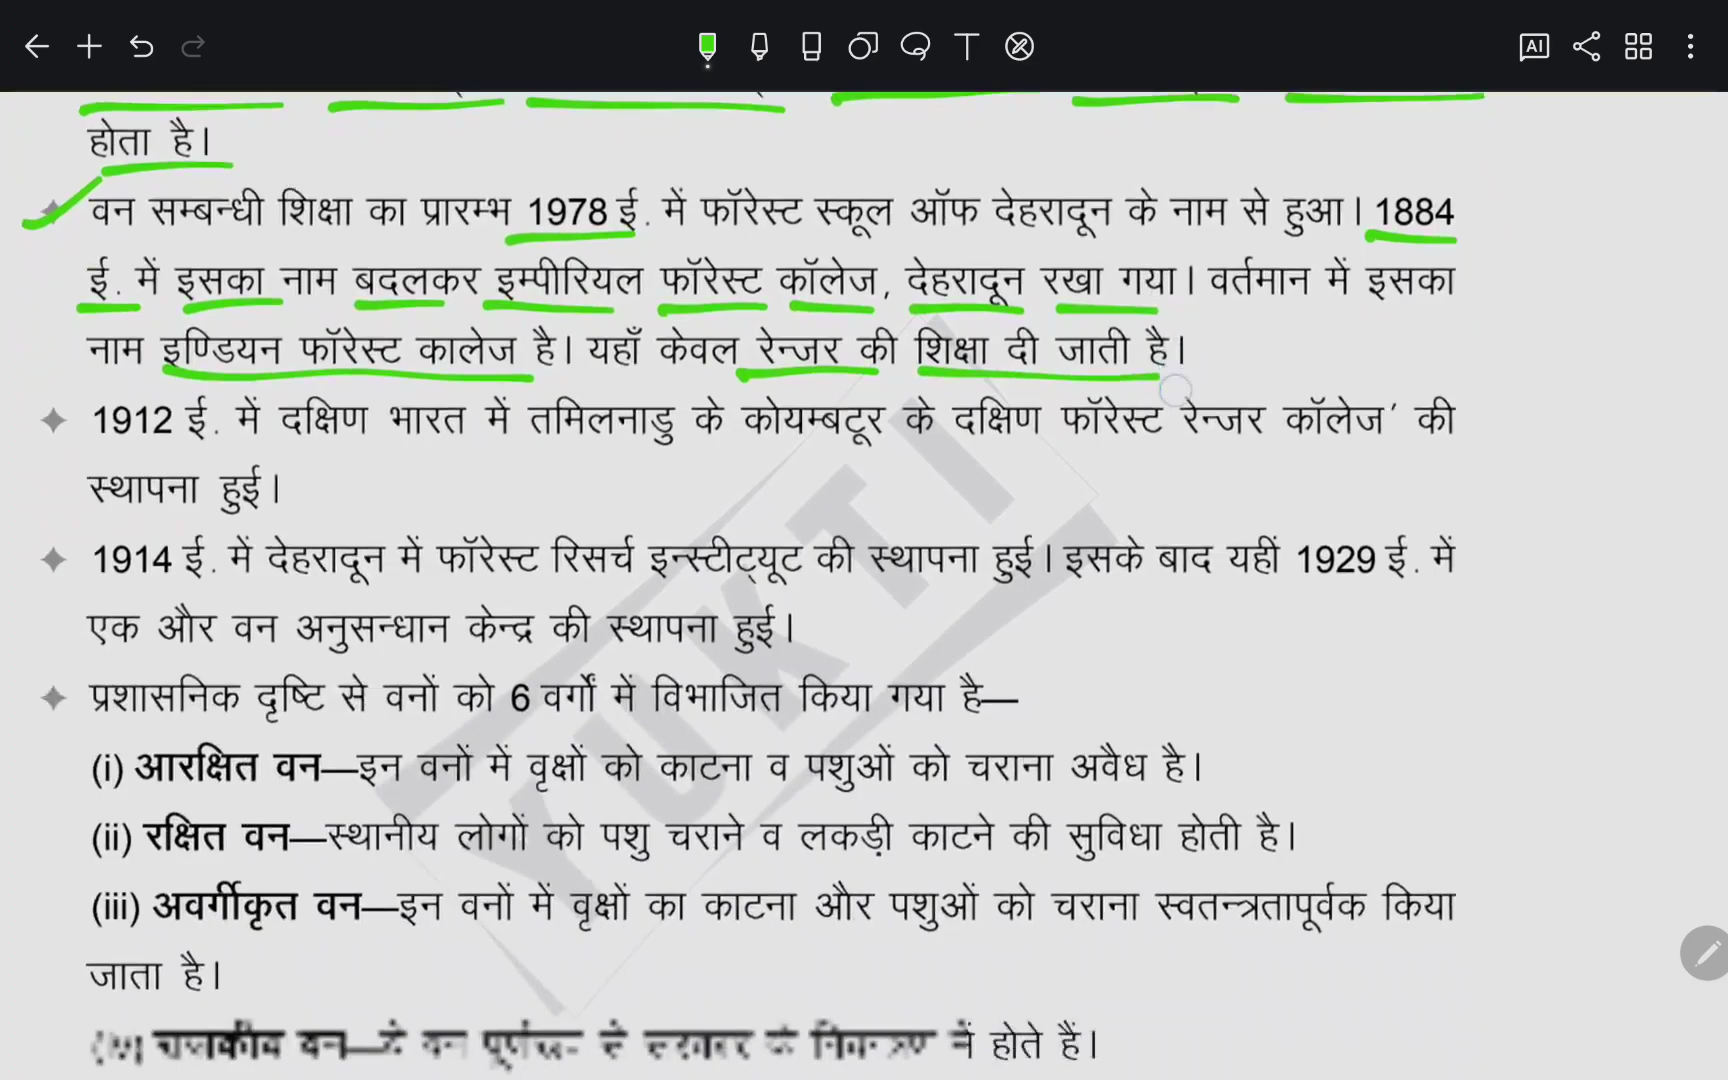 AI
होता है।
वन सम्बन्धी शिक्षा का प्रारम्भ 1978 ई. में फॉरेस्ट स्कूल ऑफ देहरादून के नाम से हुआ। 1884
ई. में इसका नाम बदलकर इम्पीरियल फॉरेस्ट कॉलेज, देहरादून रखा गया। वर्तमान में इसका
नाम इण्डियन फॉरेस्ट कालेज है। यहाँ केवल रेन्जर की शिक्षा दी जाती है।
1912 ई. में दक्षिण भारत में तमिलनाडु के कोयम्बटूर के दक्षिण फॉरेस्ट रेन्जर कॉलेज’ की
स्थापना हुई।
1914 ई. में देहरादून में फॉरेस्ट रिसर्च इन्स्टीट्यूट की स्थापना हुई। इसके बाद यहीं 1929 ई. में
एक और वन अनुसन्धान केन्द्र की स्थापना हुई।
प्रशासनिक दृष्टि से वनों को 6 वर्गों में विभाजित किया गया है—
(i) आरक्षित वन—इन वनों में वृक्षों को काटना व पशुओं को चराना अवैध है।
(ii) रक्षित वन—स्थानीय लोगों को पशु चराने व लकड़ी काटने की सुविधा होती है।
(iii) अवर्गीकृत वन—इन वनों में वृक्षों का काटना और पशुओं को चराना स्वतन्त्रतापूर्वक किया
जाता है।
वन— वन में होते हैं।
YUKTI